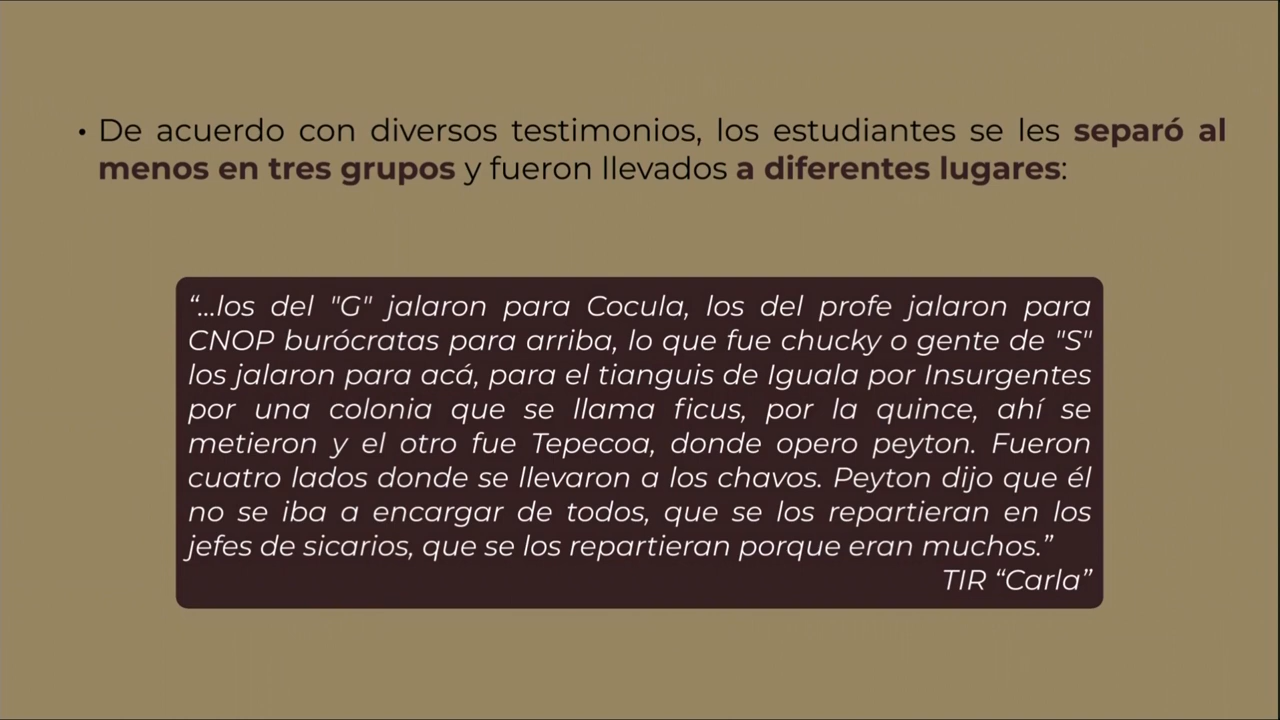 • De acuerdo con diversos testimonios, los estudiantes se les separó al
menos en tres grupos y fueron llevados a diferentes lugares:
“...los del "G" jalaron para Cocula, los del profe jalaron para
CNOP burócratas para arriba, lo que fue chucky o gente de "S"
los jalaron para acá, para el tianguis de Iguala por Insurgentes
por una colonia que se llama ficus, por la quince, ahí se
metieron y el otro fue Tepecoa, donde opero peyton. Fueron
cuatro lados donde se llevaron a los chavos. Peyton dijo que él
no se iba a encargar de todos, que se los repartieran en los
jefes de sicarios, que se los repartieran porque eran muchos.”
TIR “Carla”